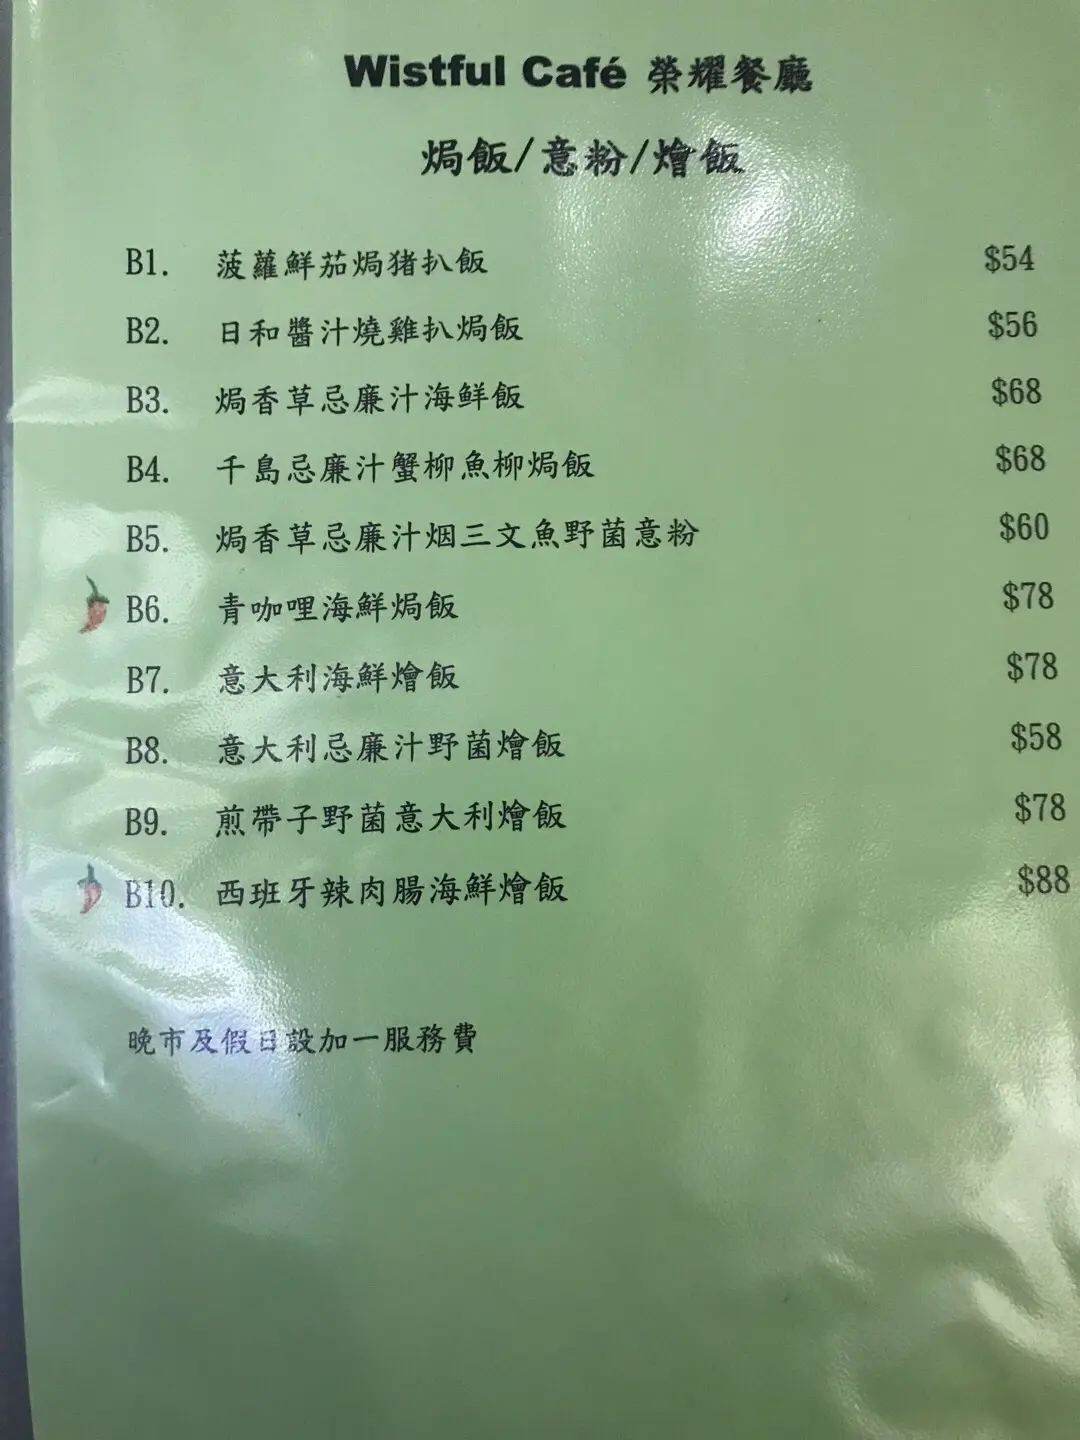 Wistful Café 榮耀餐廳
焗飯/意粉/燴飯
B1. 菠蘿鮮茄焗猪扒飯 $54
B2. 日和醬汁燒雞扒焗飯 $56
B3. 焗香草忌廉汁海鮮飯 $68
B4. 千島忌廉汁蟹柳魚柳焗飯 $68
B5. 焗香草忌廉汁烟三文魚野菌意粉 $60
B6. 青咖哩海鮮焗飯 $78
B7. 意大利海鮮燴飯 $78
B8. 意大利忌廉汁野菌燴飯 $58
B9. 煎帶子野菌意大利燴飯 $78
B10. 西班牙辣肉腸海鮮燴飯 $88
晚市及假日設加一服務費